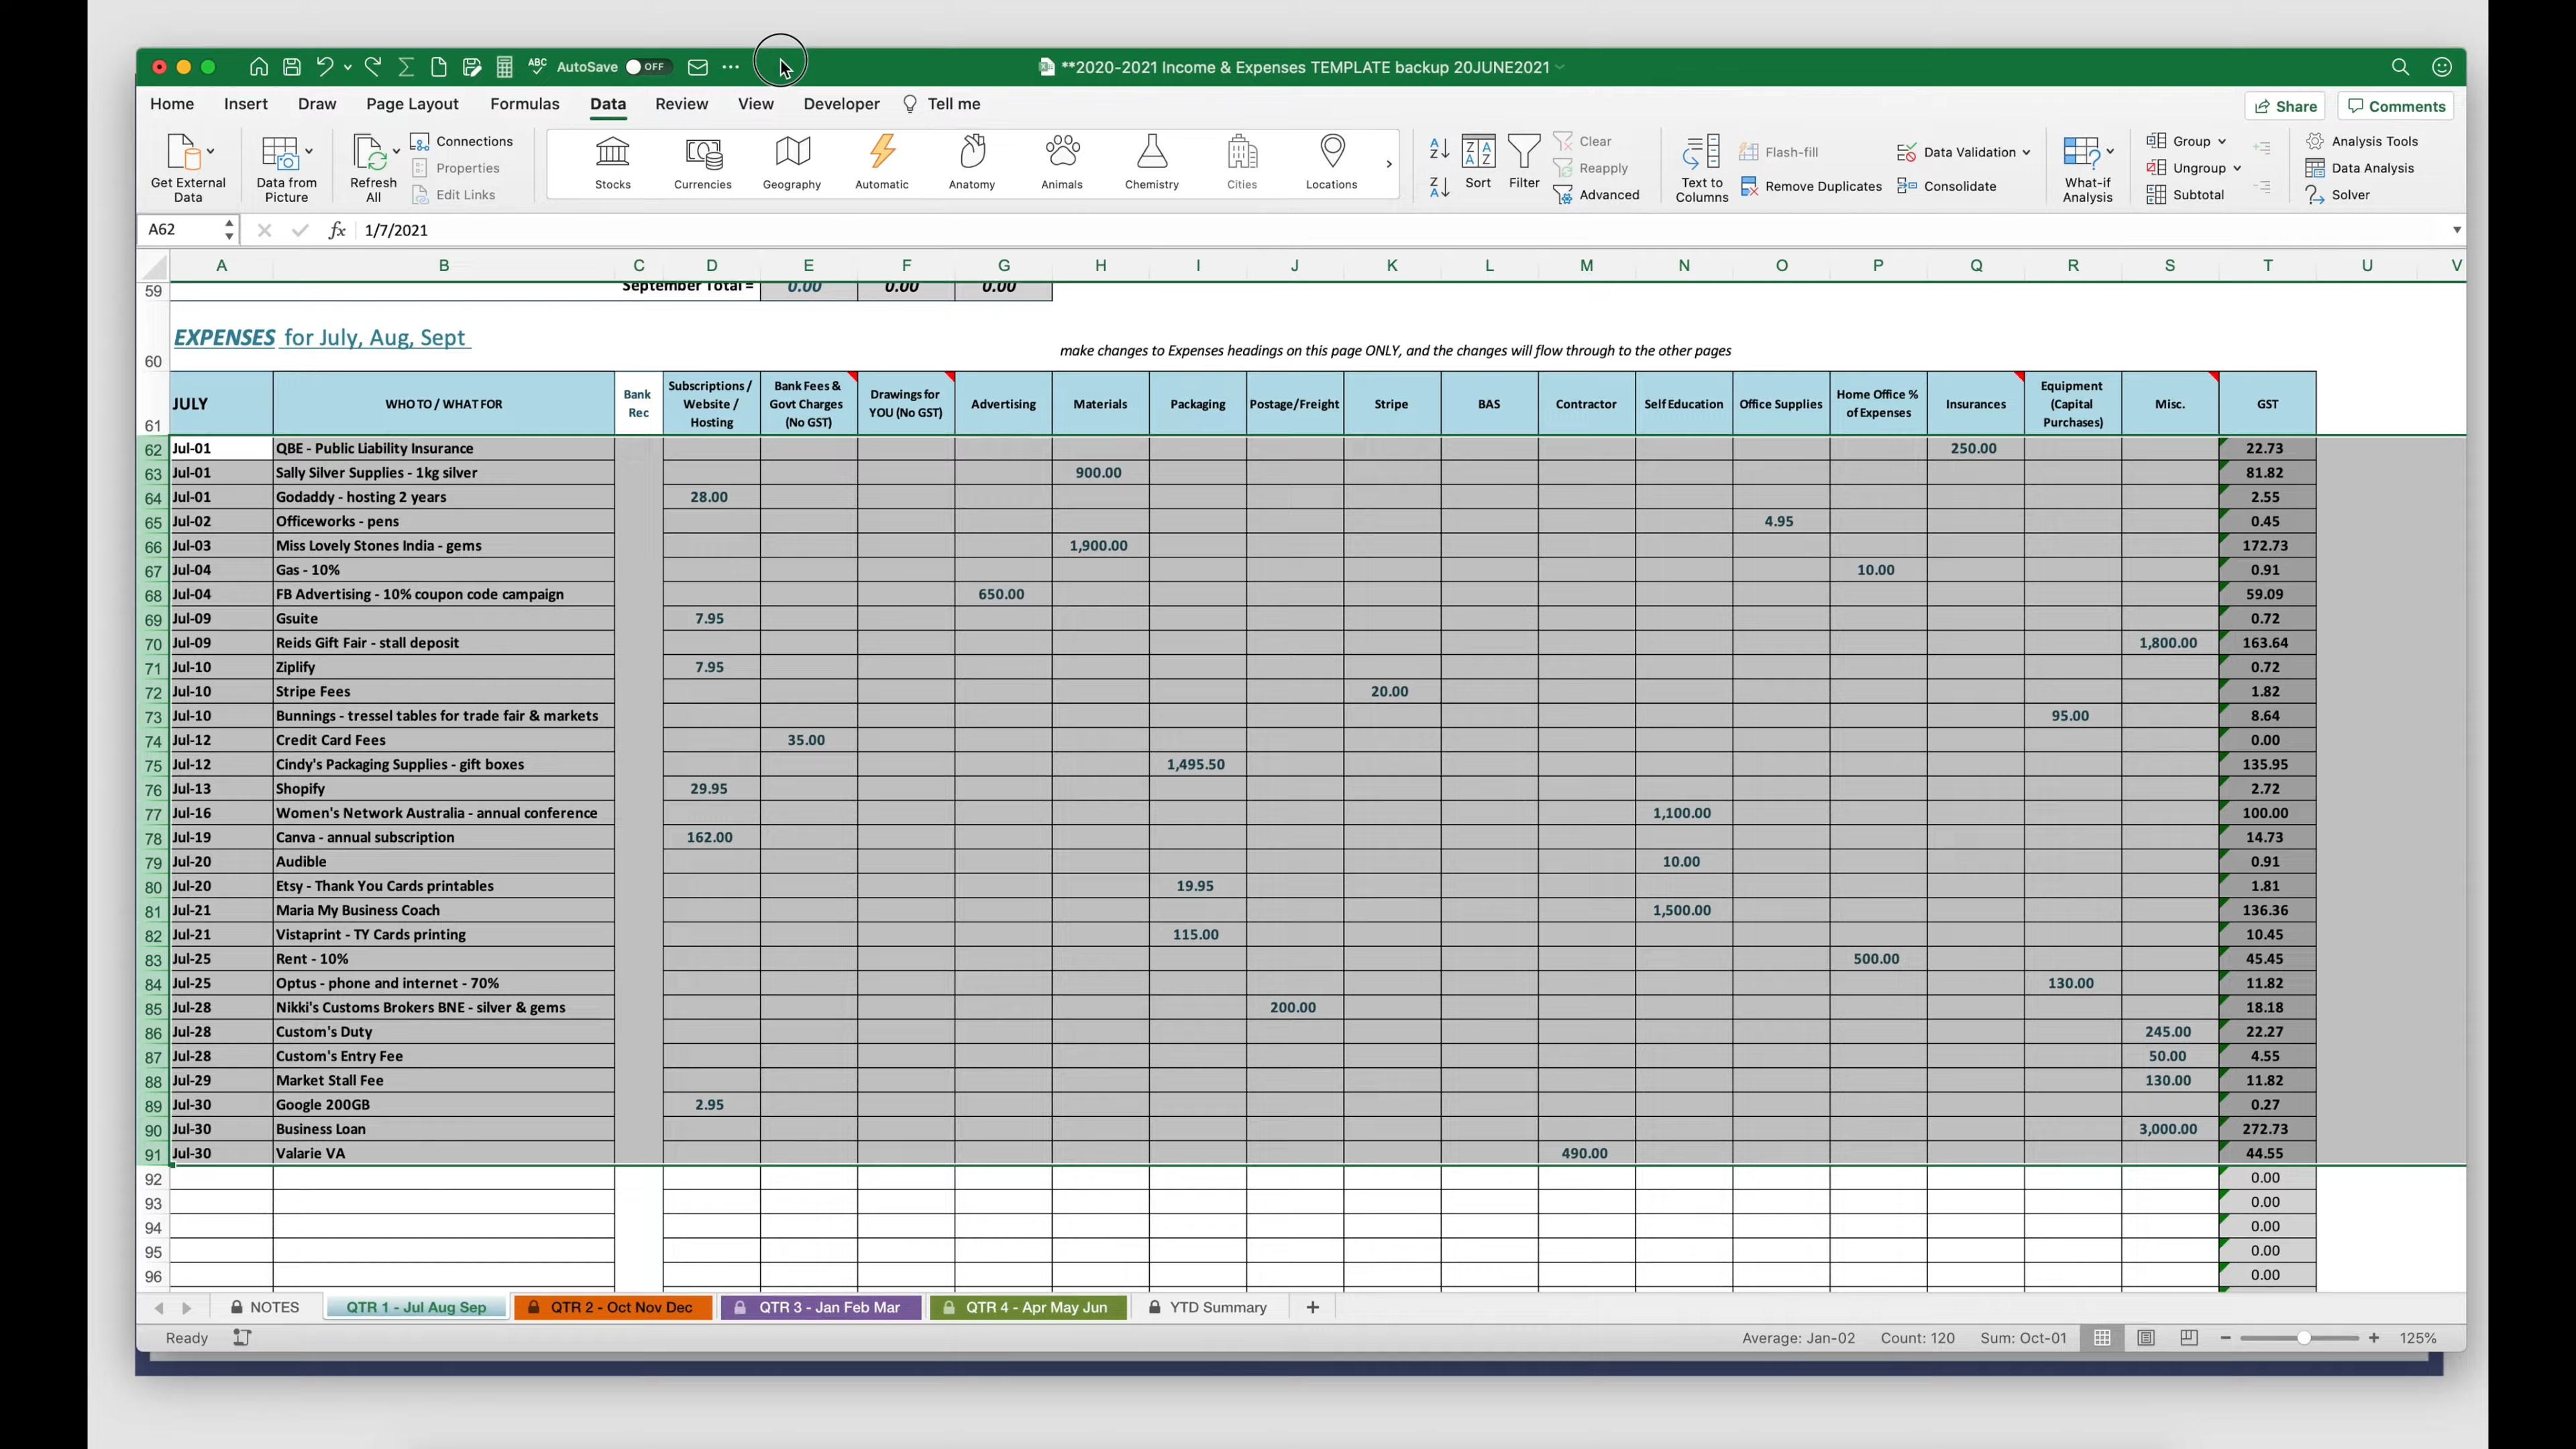 ABC AutoSave OFF **2020-2021 Income & Expenses TEMPLATE backup 20JUNE2021
Home Insert Draw Page Layout Formulas Data Review View Developer Tell me Share Comments
Get External Data
Data from Picture
Refresh All
Connections
Properties
Edit Links
Stocks Currencies Geography Automatic Anatomy Animals Chemistry Cities Locations
Sort Filter
Clear
Reapply
Advanced
Text to Columns
Flash-fill
Remove Duplicates
Data Validation
Consolidate
What-if Analysis
Group
Ungroup
Subtotal
Analysis Tools
Data Analysis
Solver
A62 fx 1/7/2021
A B C D E F G H I J K L M N O P Q R S T U V
59 September Total = 0.00 0.00 0.00
60 EXPENSES for July, Aug, Sept make changes to Expenses headings on this page ONLY, and the changes will flow through to the other pages
61 JULY WHO TO / WHAT FOR Bank Rec Subscriptions / Website / Hosting Bank Fees & Govt Charges (No GST) Drawings for YOU (No GST) Advertising Materials Packaging Postage/Freight Stripe BAS Contractor Self Education Office Supplies Home Office % of Expenses Insurances Equipment (Capital Purchases) Misc. GST
62 Jul-01 QBE - Public Liability Insurance 250.00 22.73
63 Jul-01 Sally Silver Supplies - 1kg silver 900.00 81.82
64 Jul-01 Godaddy - hosting 2 years 28.00 2.55
65 Jul-02 Officeworks - pens 4.95 0.45
66 Jul-03 Miss Lovely Stones India - gems 1,900.00 172.73
67 Jul-04 Gas - 10% 10.00 0.91
68 Jul-04 FB Advertising - 10% coupon code campaign 650.00 59.09
69 Jul-09 Gsuite 7.95 0.72
70 Jul-09 Reids Gift Fair - stall deposit 1,800.00 163.64
71 Jul-10 Ziplify 7.95 0.72
72 Jul-10 Stripe Fees 20.00 1.82
73 Jul-10 Bunnings - tressel tables for trade fair & markets 95.00 8.64
74 Jul-12 Credit Card Fees 35.00 0.00
75 Jul-12 Cindy's Packaging Supplies - gift boxes 1,495.50 135.95
76 Jul-13 Shopify 29.95 2.72
77 Jul-16 Women's Network Australia - annual conference 1,100.00 100.00
78 Jul-19 Canva - annual subscription 162.00 14.73
79 Jul-20 Audible 10.00 0.91
80 Jul-20 Etsy - Thank You Cards printables 19.95 1.81
81 Jul-21 Maria My Business Coach 1,500.00 136.36
82 Jul-21 Vistaprint - TY Cards printing 115.00 10.45
83 Jul-25 Rent - 10% 500.00 45.45
84 Jul-25 Optus - phone and internet - 70% 130.00 11.82
85 Jul-28 Nikki's Customs Brokers BNE - silver & gems 200.00 18.18
86 Jul-28 Custom's Duty 245.00 22.27
87 Jul-28 Custom's Entry Fee 50.00 4.55
88 Jul-29 Market Stall Fee 130.00 11.82
89 Jul-30 Google 200GB 2.95 0.27
90 Jul-30 Business Loan 3,000.00 272.73
91 Jul-30 Valarie VA 490.00 44.55
92 0.00
93 0.00
94 0.00
95 0.00
96 0.00
NOTES QTR 1 - Jul Aug Sep QTR 2 - Oct Nov Dec QTR 3 - Jan Feb Mar QTR 4 - Apr May Jun YTD Summary +
Ready Average: Jan-02 Count: 120 Sum: Oct-01 125%